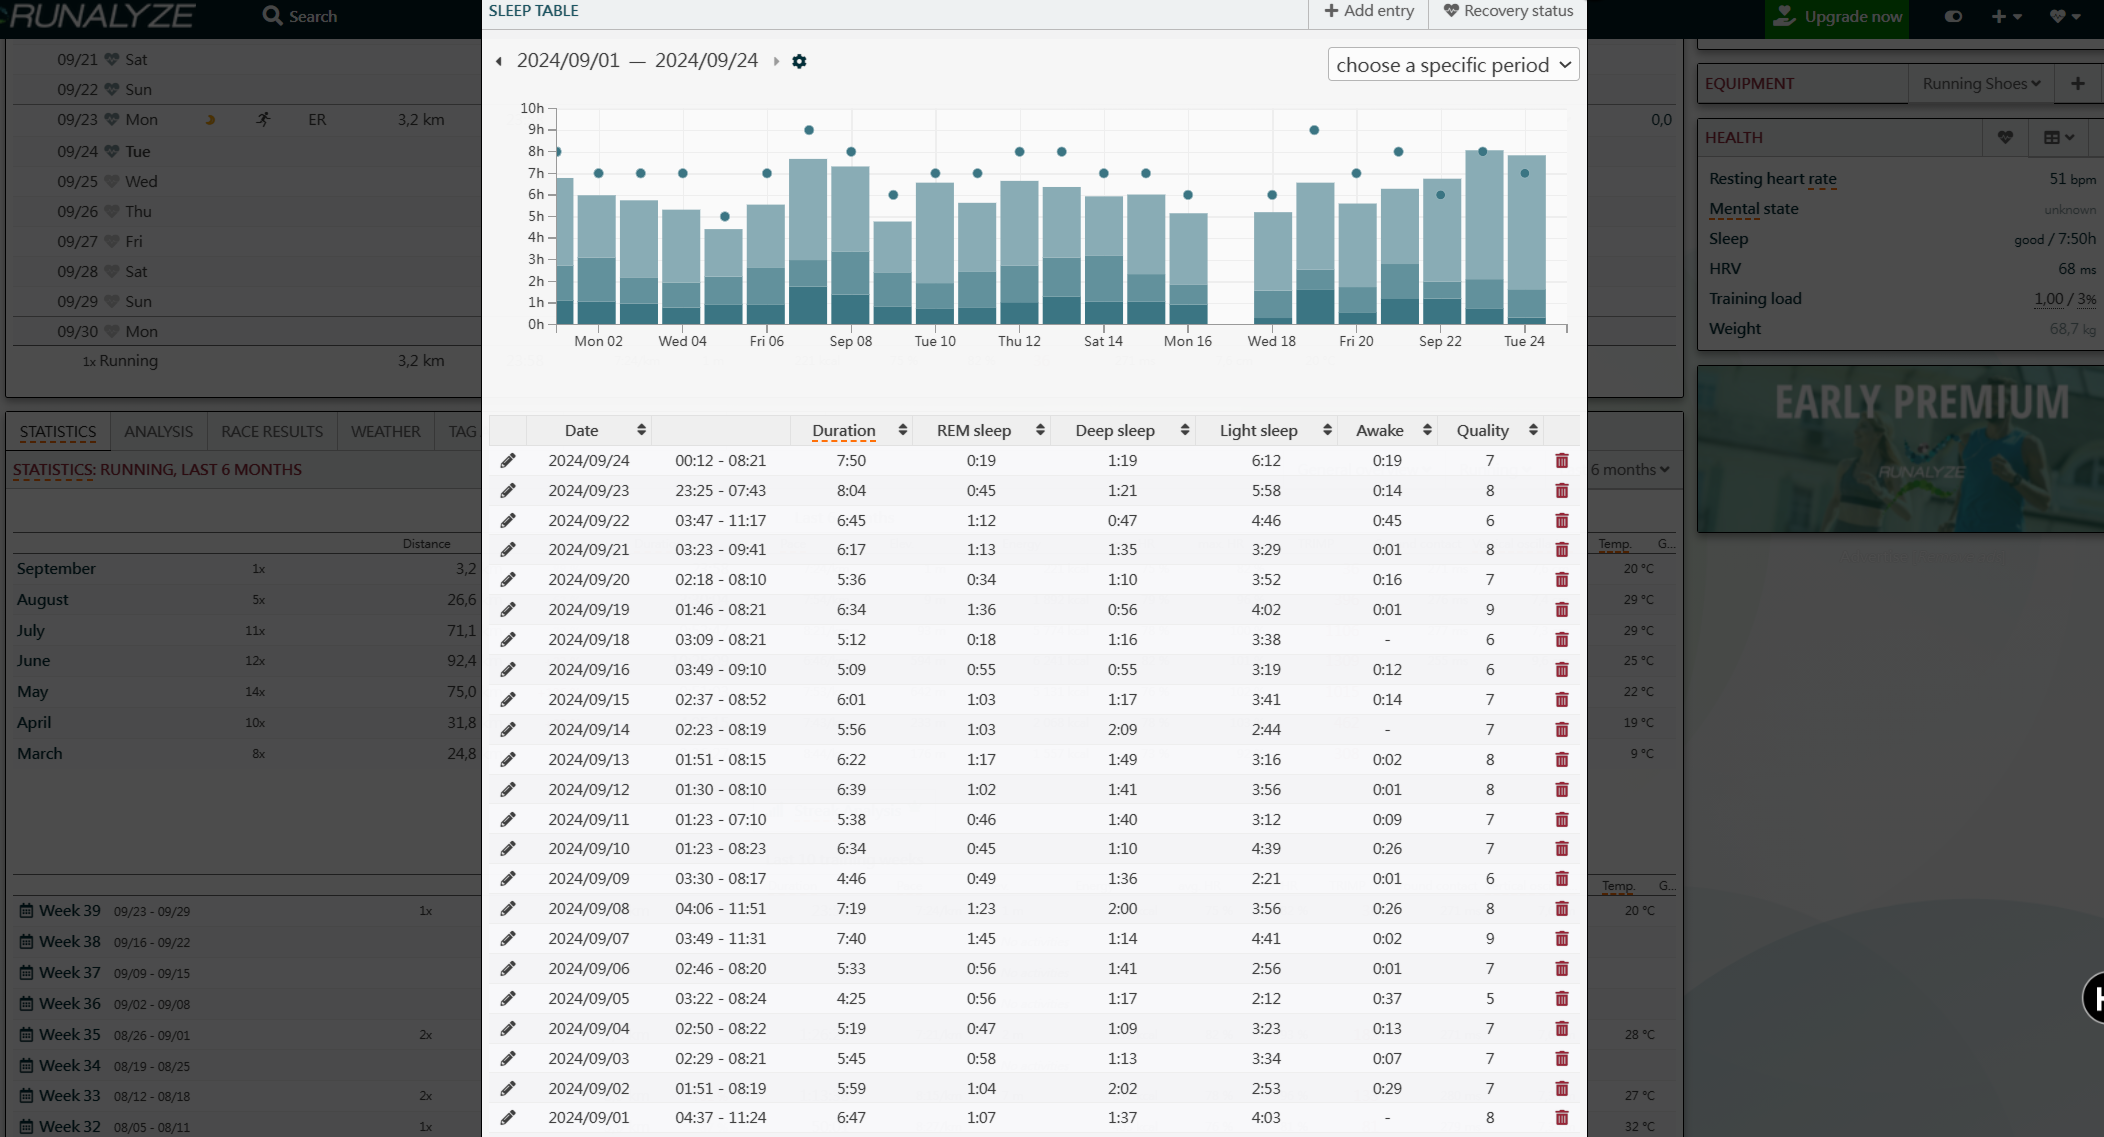 RUNALYZE
Search
SLEEP TABLE
Add entry
Recovery status
Upgrade now
2024/09/01 — 2024/09/24
choose a specific period
09/21 Sat
09/22 Sun
09/23 Mon ER 3,2 km 0,0
09/24 Tue
09/25 Wed
09/26 Thu
09/27 Fri
09/28 Sat
09/29 Sun
09/30 Mon
1x Running 3,2 km
10h
9h
8h
7h
6h
5h
4h
3h
2h
1h
0h
Mon 02 Wed 04 Fri 06 Sep 08 Tue 10 Thu 12 Sat 14 Mon 16 Wed 18 Fri 20 Sep 22 Tue 24
Date Duration REM sleep Deep sleep Light sleep Awake Quality
2024/09/24 00:12 - 08:21 7:50 0:19 1:19 6:12 0:19 7
2024/09/23 23:25 - 07:43 8:04 0:45 1:21 5:58 0:14 8
2024/09/22 03:47 - 11:17 6:45 1:12 0:47 4:46 0:45 6
2024/09/21 03:23 - 09:41 6:17 1:13 1:35 3:29 0:01 8
2024/09/20 02:18 - 08:10 5:36 0:34 1:10 3:52 0:16 7
2024/09/19 01:46 - 08:21 6:34 1:36 0:56 4:02 0:01 9
2024/09/18 03:09 - 08:21 5:12 0:18 1:16 3:38 - 6
2024/09/16 03:49 - 09:10 5:09 0:55 0:55 3:19 0:12 6
2024/09/15 02:37 - 08:52 6:01 1:03 1:17 3:41 0:14 7
2024/09/14 02:23 - 08:19 5:56 1:03 2:09 2:44 - 7
2024/09/13 01:51 - 08:15 6:22 1:17 1:49 3:16 0:02 8
2024/09/12 01:30 - 08:10 6:39 1:02 1:41 3:56 0:01 8
2024/09/11 01:23 - 07:10 5:38 0:46 1:40 3:12 0:09 7
2024/09/10 01:23 - 08:23 6:34 0:45 1:10 4:39 0:26 7
2024/09/09 03:30 - 08:17 4:46 0:49 1:36 2:21 0:01 6
2024/09/08 04:06 - 11:51 7:19 1:23 2:00 3:56 0:26 8
2024/09/07 03:49 - 11:31 7:40 1:45 1:14 4:41 0:02 9
2024/09/06 02:46 - 08:20 5:33 0:56 1:41 2:56 0:01 7
2024/09/05 03:22 - 08:24 4:25 0:56 1:17 2:12 0:37 5
2024/09/04 02:50 - 08:22 5:19 0:47 1:09 3:23 0:13 7
2024/09/03 02:29 - 08:21 5:45 0:58 1:13 3:34 0:07 7
2024/09/02 01:51 - 08:19 5:59 1:04 2:02 2:53 0:29 7
2024/09/01 04:37 - 11:24 6:47 1:07 1:37 4:03 - 8
STATISTICS ANALYSIS RACE RESULTS WEATHER TAG
STATISTICS: RUNNING, LAST 6 MONTHS
6 months
Distance Temp. G...
September 1x 3,2 20 °C
August 5x 26,6 29 °C
July 11x 71,1 29 °C
June 12x 92,4 25 °C
May 14x 75,0 22 °C
April 10x 31,8 19 °C
March 8x 24,8 9 °C
Temp. G...
Week 39 09/23 - 09/29 1x 20 °C
Week 38 09/16 - 09/22
Week 37 09/09 - 09/15
Week 36 09/02 - 09/08
Week 35 08/26 - 09/01 2x 28 °C
Week 34 08/19 - 08/25
Week 33 08/12 - 08/18 2x 27 °C
Week 32 08/05 - 08/11 1x 32 °C
EQUIPMENT Running Shoes
HEALTH
Resting heart rate 51 bpm
Mental state unknown
Sleep good / 7:50h
HRV 68 ms
Training load 1,00 / 3%
Weight 68,7 kg
EARLY PREMIUM
RUNALYZE